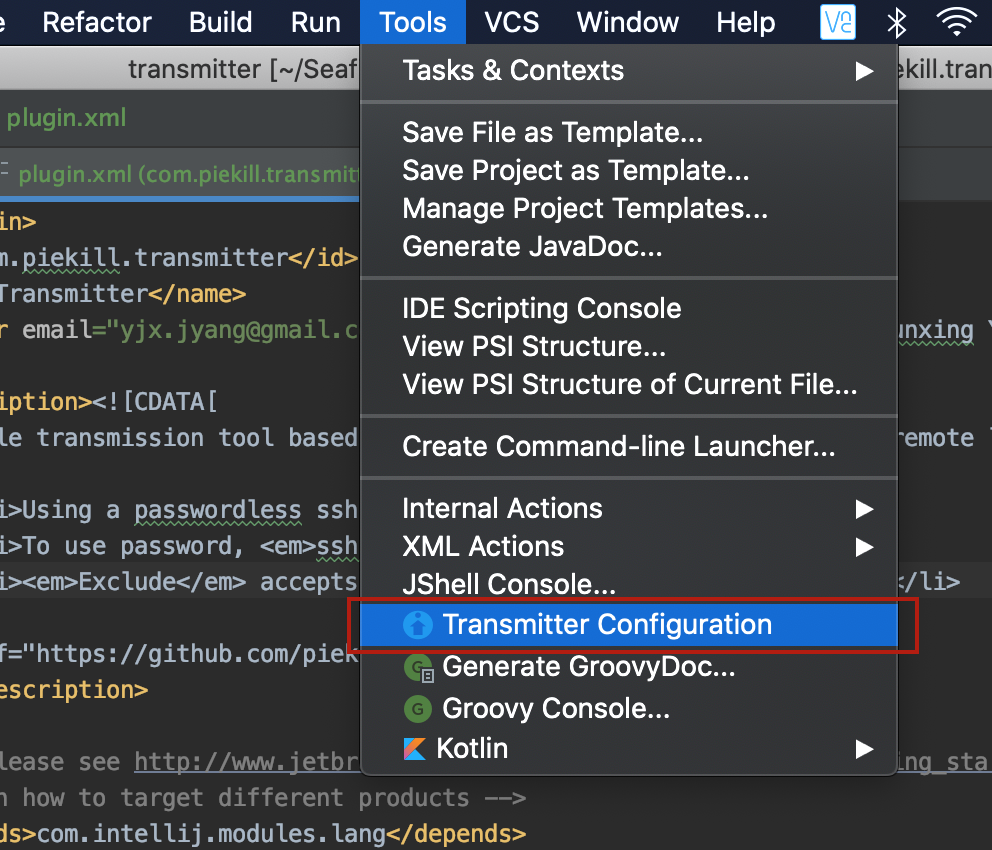 Refactor Build Run Tools VCS Window Help
transmitter [~/Seaf
Tasks & Contexts
plugin.xml
Save File as Template...
Save Project as Template...
plugin.xml (com.piekill.transmitt
Manage Project Templates...
in>
Generate JavaDoc...
m.piekill.transmitter</id>
Transmitter</name>
IDE Scripting Console
r email="yjx.jyang@gmail.c
View PSI Structure...
View PSI Structure of Current File...
iption><![CDATA[
le transmission tool based
remote
Create Command-line Launcher...
i>Using a passwordless ssh
Internal Actions
i>To use password, <em>ssh
XML Actions
i><em>Exclude</em> accepts
</li>
JShell Console...
Transmitter Configuration
f="https://github.com/piek
Generate GroovyDoc...
escription>
Groovy Console...
Kotlin
lease see http://www.jetbr
ing_sta
n how to target different products -->
ds>com.intellij.modules.lang</depends>